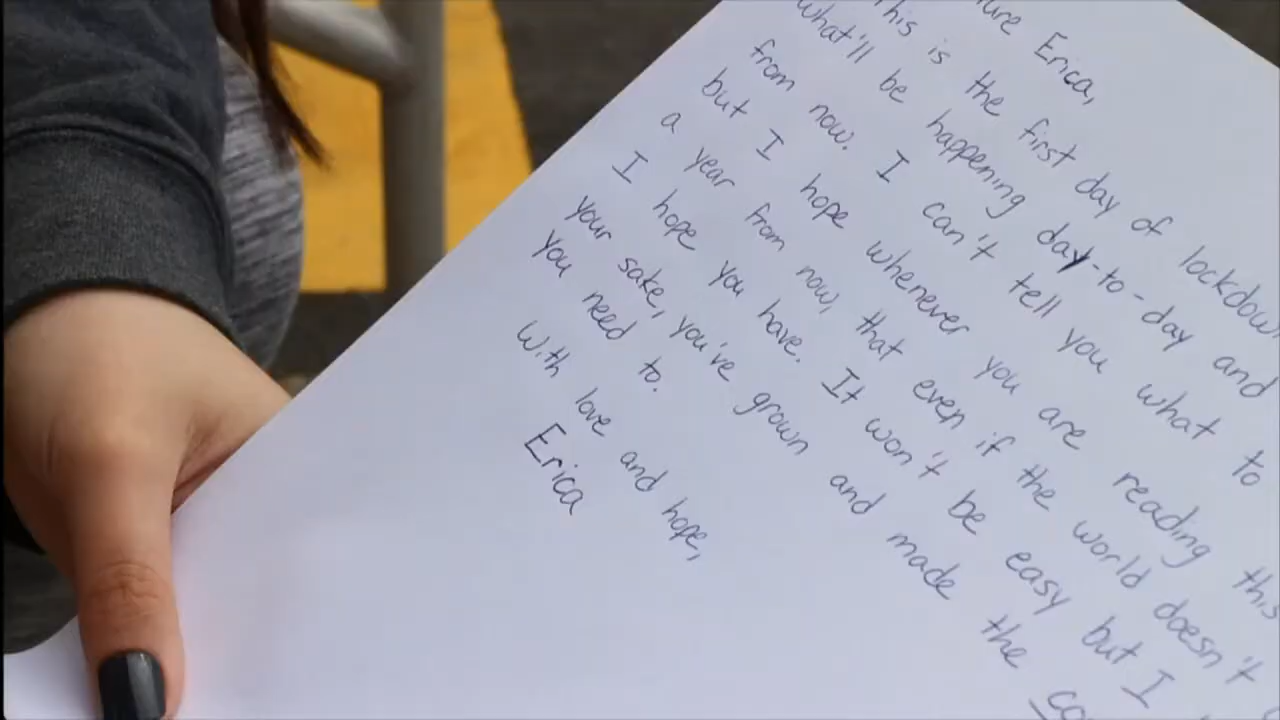 ure Erica,
This is the first day of lockdow
what'll be happening day-to-day and
from now. I can't tell you what to
but I hope whenever you are reading this
a year from now, that even if the world doesn't
I hope you have. It won't be easy but I
your sake, you've grown and made the
you need to.
With love and hope,
Erica